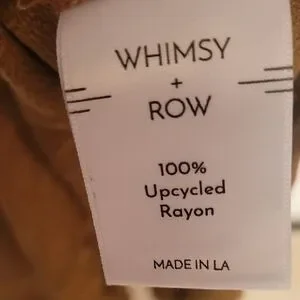 WHIMSY
+
ROW
100%
Upcycled
Rayon
MADE IN LA